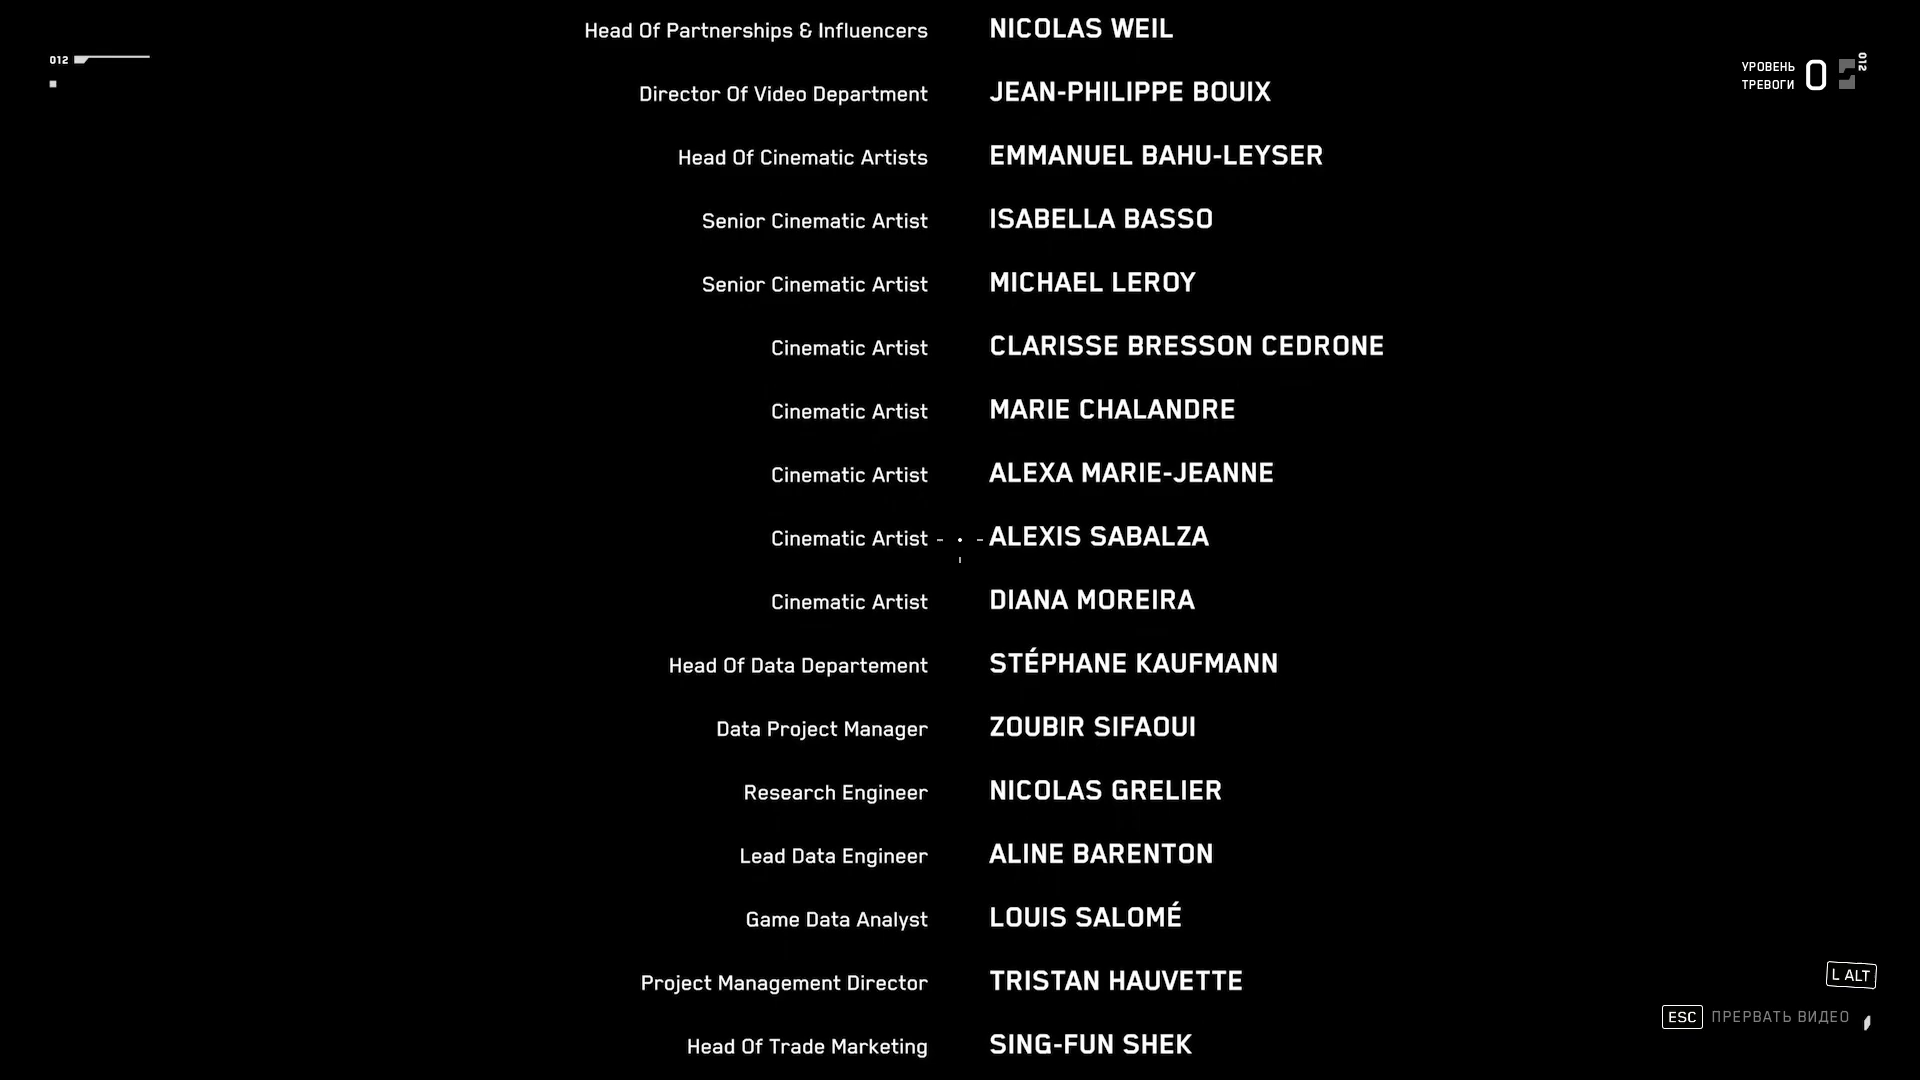 Head Of Partnerships & Influencers NICOLAS WEIL
012
УРОВЕНЬ ТРЕВОГИ 0 012
Director Of Video Department JEAN-PHILIPPE BOUIX
Head Of Cinematic Artists EMMANUEL BAHU-LEYSER
Senior Cinematic Artist ISABELLA BASSO
Senior Cinematic Artist MICHAEL LEROY
Cinematic Artist CLARISSE BRESSON CEDRONE
Cinematic Artist MARIE CHALANDRE
Cinematic Artist ALEXA MARIE-JEANNE
Cinematic Artist ALEXIS SABALZA
Cinematic Artist DIANA MOREIRA
Head Of Data Departement STÉPHANE KAUFMANN
Data Project Manager ZOUBIR SIFAOUI
Research Engineer NICOLAS GRELIER
Lead Data Engineer ALINE BARENTON
Game Data Analyst LOUIS SALOMÉ
Project Management Director TRISTAN HAUVETTE
L ALT
ESC ПРЕРВАТЬ ВИДЕО
Head Of Trade Marketing SING-FUN SHEK